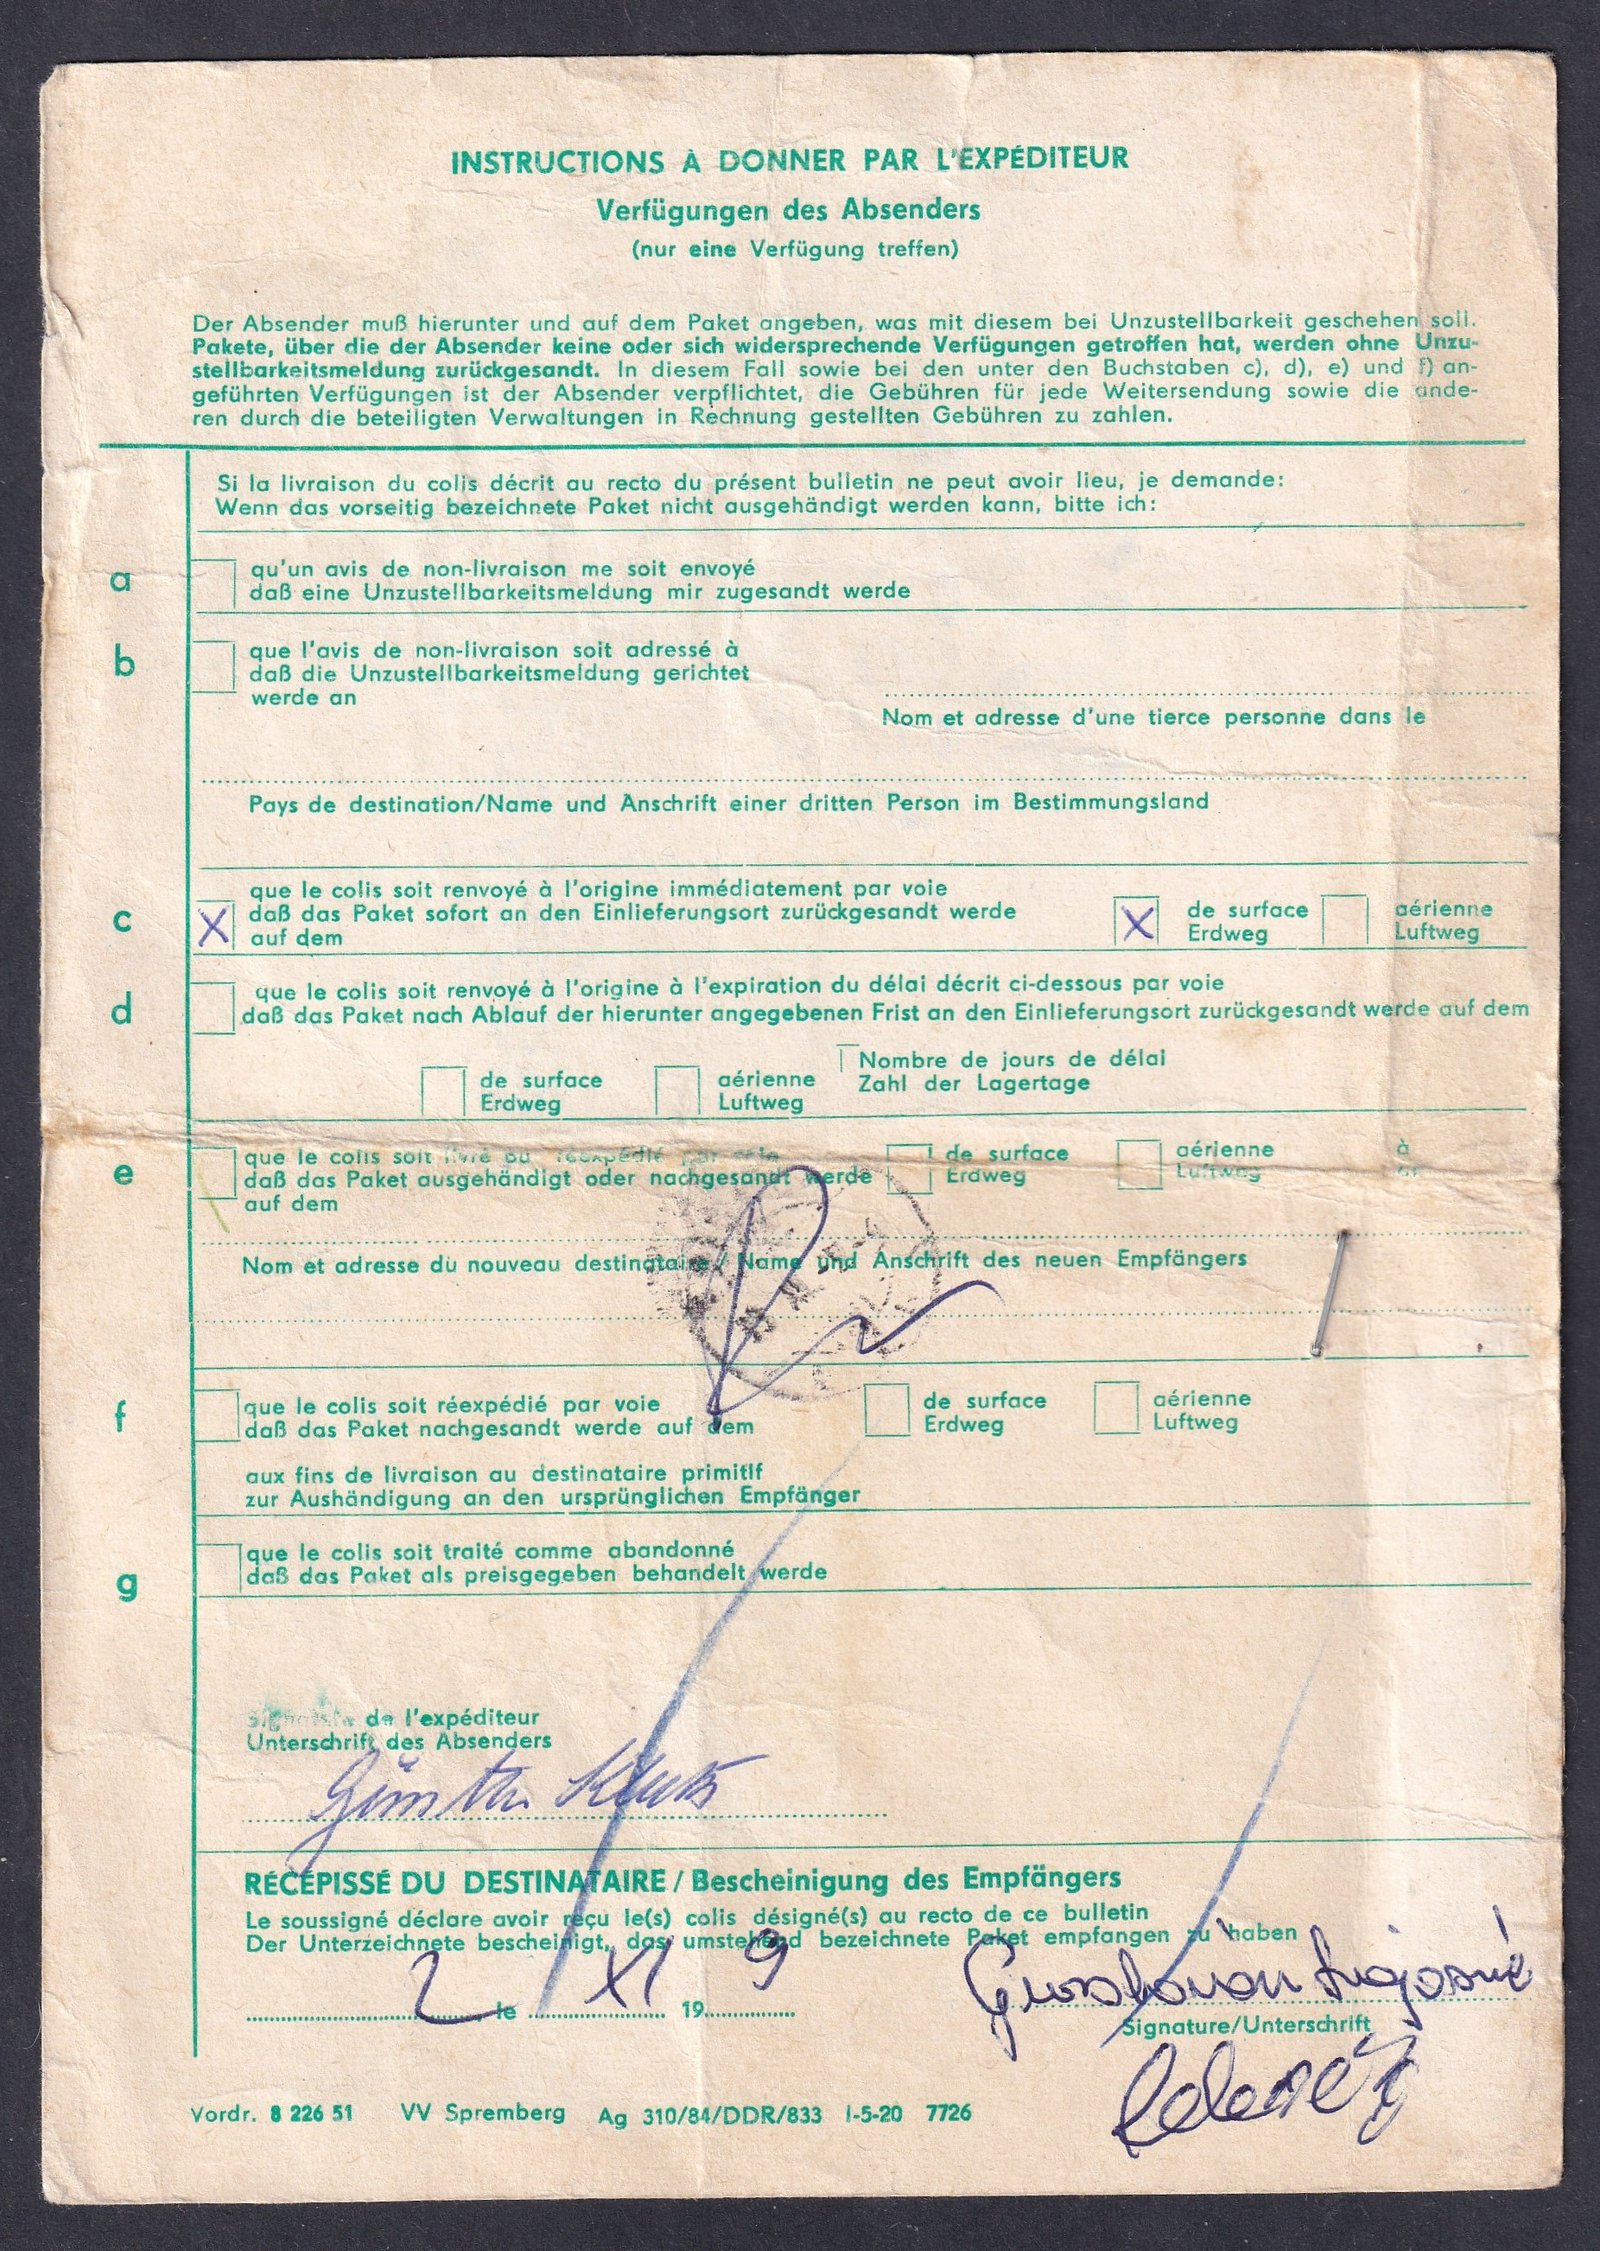 INSTRUCTIONS À DONNER PAR L'EXPÉDITEUR
Verfügungen des Absenders
(nur eine Verfügung treffen)
Der Absender muß hierunter und auf dem Paket angeben, was mit diesem bei Unzustellbarkeit geschehen soll.
Pakete, über die der Absender keine oder sich widersprechende Verfügungen getroffen hat, werden ohne Unzu-
stellbarkeitsmeldung zurückgesandt. In diesem Fall sowie bei den unter den Buchstaben c), d), e) und f) an-
geführten Verfügungen ist der Absender verpflichtet, die Gebühren für jede Weitersendung sowie die ande-
ren durch die beteiligten Verwaltungen in Rechnung gestellten Gebühren zu zahlen.
Si la livraison du colis décrit au recto du présent bulletin ne peut avoir lieu, je demande:
Wenn das vorseitig bezeichnete Paket nicht ausgehändigt werden kann, bitte ich:
a
qu'un avis de non-livraison me soit envoyé
daß eine Unzustellbarkeitsmeldung mir zugesandt werde
b
que l'avis de non-livraison soit adressé à
daß die Unzustellbarkeitsmeldung gerichtet
werde an
Nom et adresse d'une tierce personne dans le
Pays de destination/Name und Anschrift einer dritten Person im Bestimmungsland
c
X
que le colis soit renvoyé à l'origine immédiatement par voie
daß das Paket sofort an den Einlieferungsort zurückgesandt werde
auf dem
X
de surface
Erdweg
aérienne
Luftweg
d
que le colis soit renvoyé à l'origine à l'expiration du délai décrit ci-dessous par voie
daß das Paket nach Ablauf der hierunter angegebenen Frist an den Einlieferungsort zurückgesandt werde auf dem
de surface
Erdweg
aérienne
Luftweg
Nombre de jours de délai
Zahl der Lagertage
e
que le colis soit livré ou réexpédié par voie
daß das Paket ausgehändigt oder nachgesandt werde
auf dem
de surface
Erdweg
aérienne
Luftweg
à
an
Nom et adresse du nouveau destinataire / Name und Anschrift des neuen Empfängers
f
que le colis soit réexpédié par voie
daß das Paket nachgesandt werde auf dem
de surface
Erdweg
aérienne
Luftweg
aux fins de livraison au destinataire primitif
zur Aushändigung an den ursprünglichen Empfänger
g
que le colis soit traité comme abandonné
daß das Paket als preisgegeben behandelt werde
Signature de l'expéditeur
Unterschrift des Absenders
Günther
RÉCÉPISSÉ DU DESTINATAIRE / Bescheinigung des Empfängers
Le soussigné déclare avoir reçu le(s) colis désigné(s) au recto de ce bulletin
Der Unterzeichnete bescheinigt, das umstehend bezeichnete Paket empfangen zu haben
2 le XI 19 9
Signature/Unterschrift
Vordr. 8 226 51 VV Spremberg Ag 310/84/DDR/833 I-5-20 7726